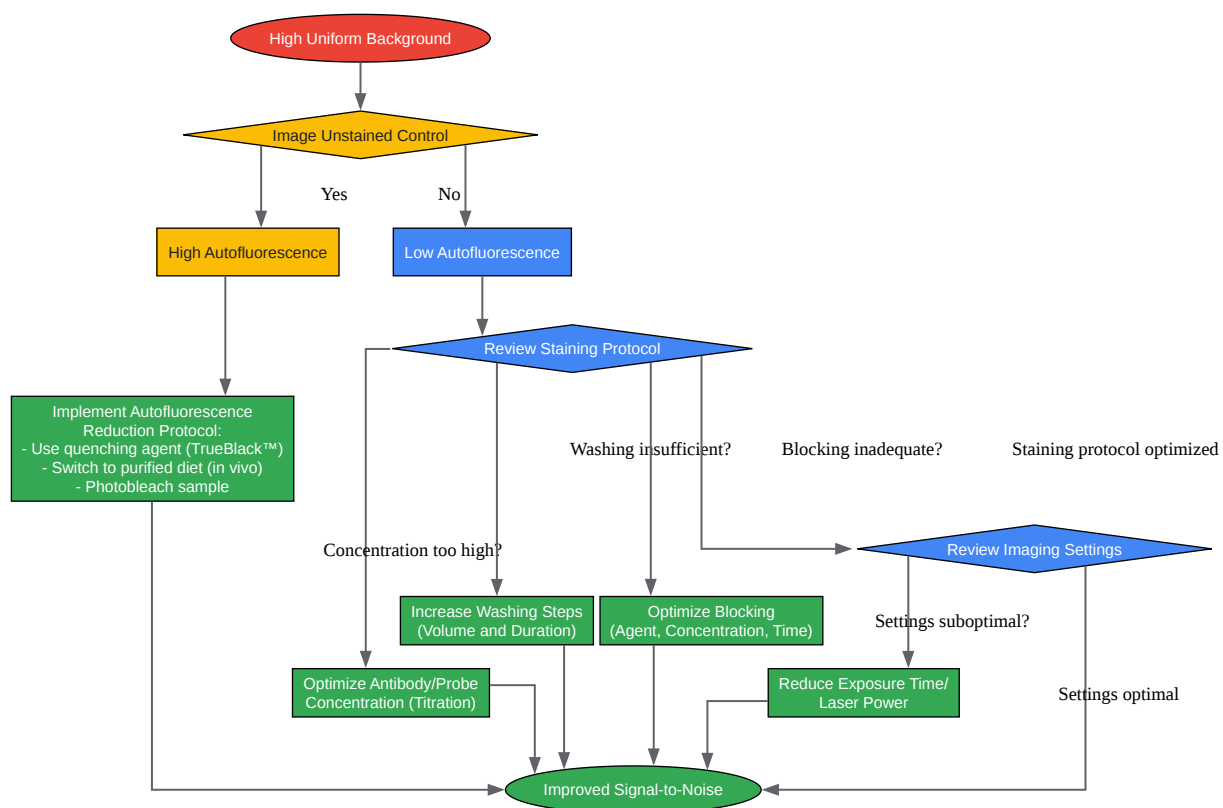 High Uniform Background
Image Unstained Control
Yes
No
High Autofluorescence
Low Autofluorescence
Review Staining Protocol
Implement Autofluorescence
Reduction Protocol:
- Use quenching agent (TrueBlack™)
- Switch to purified diet (in vivo)
- Photobleach sample
Washing insufficient?
Blocking inadequate?
Staining protocol optimized
Concentration too high?
Review Imaging Settings
Increase Washing Steps
(Volume and Duration)
Optimize Blocking
(Agent, Concentration, Time)
Settings suboptimal?
Optimize Antibody/Probe
Concentration (Titration)
Reduce Exposure Time/
Laser Power
Settings optimal
Improved Signal-to-Noise